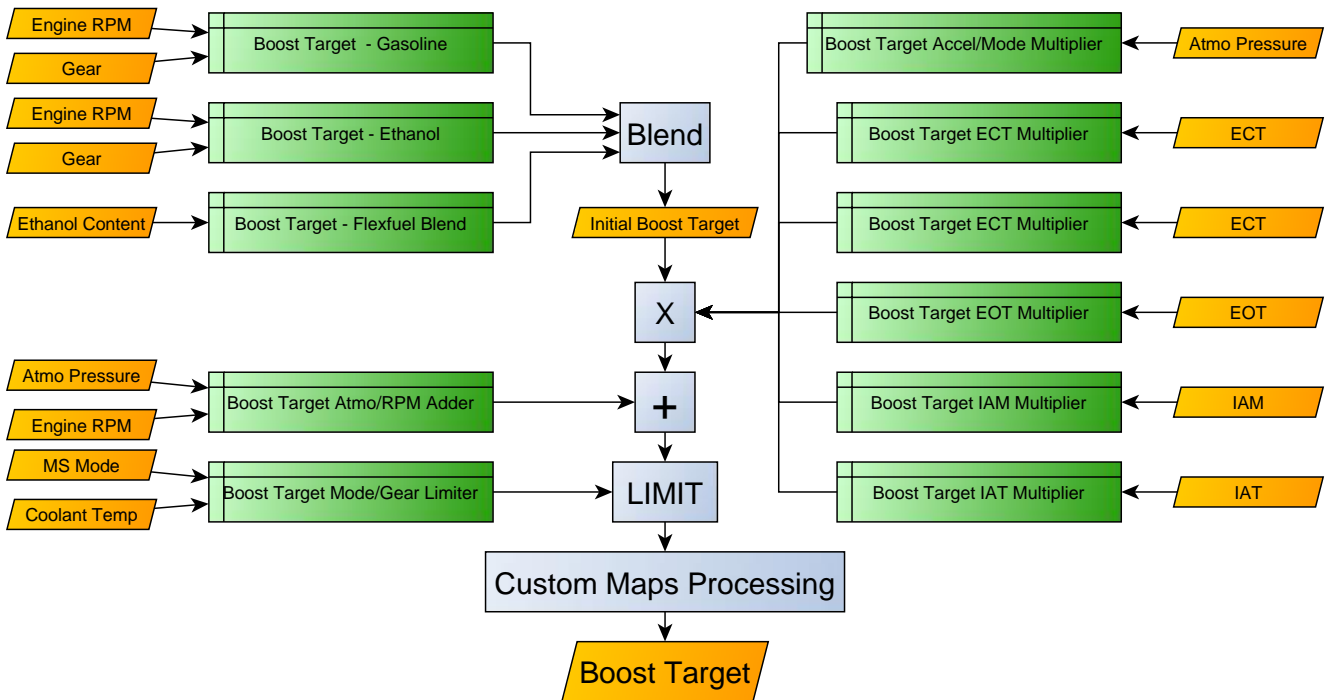 Engine RPM
Boost Target - Gasoline
Boost Target Accel/Mode Multiplier
Atmo Pressure
Gear
Engine RPM
Boost Target - Ethanol
Blend
Boost Target ECT Multiplier
ECT
Gear
Ethanol Content
Boost Target - Flexfuel Blend
Initial Boost Target
Boost Target ECT Multiplier
ECT
X
Boost Target EOT Multiplier
EOT
Atmo Pressure
Boost Target Atmo/RPM Adder
+
Boost Target IAM Multiplier
IAM
Engine RPM
MS Mode
Boost Target Mode/Gear Limiter
LIMIT
Boost Target IAT Multiplier
IAT
Coolant Temp
Custom Maps Processing
Boost Target